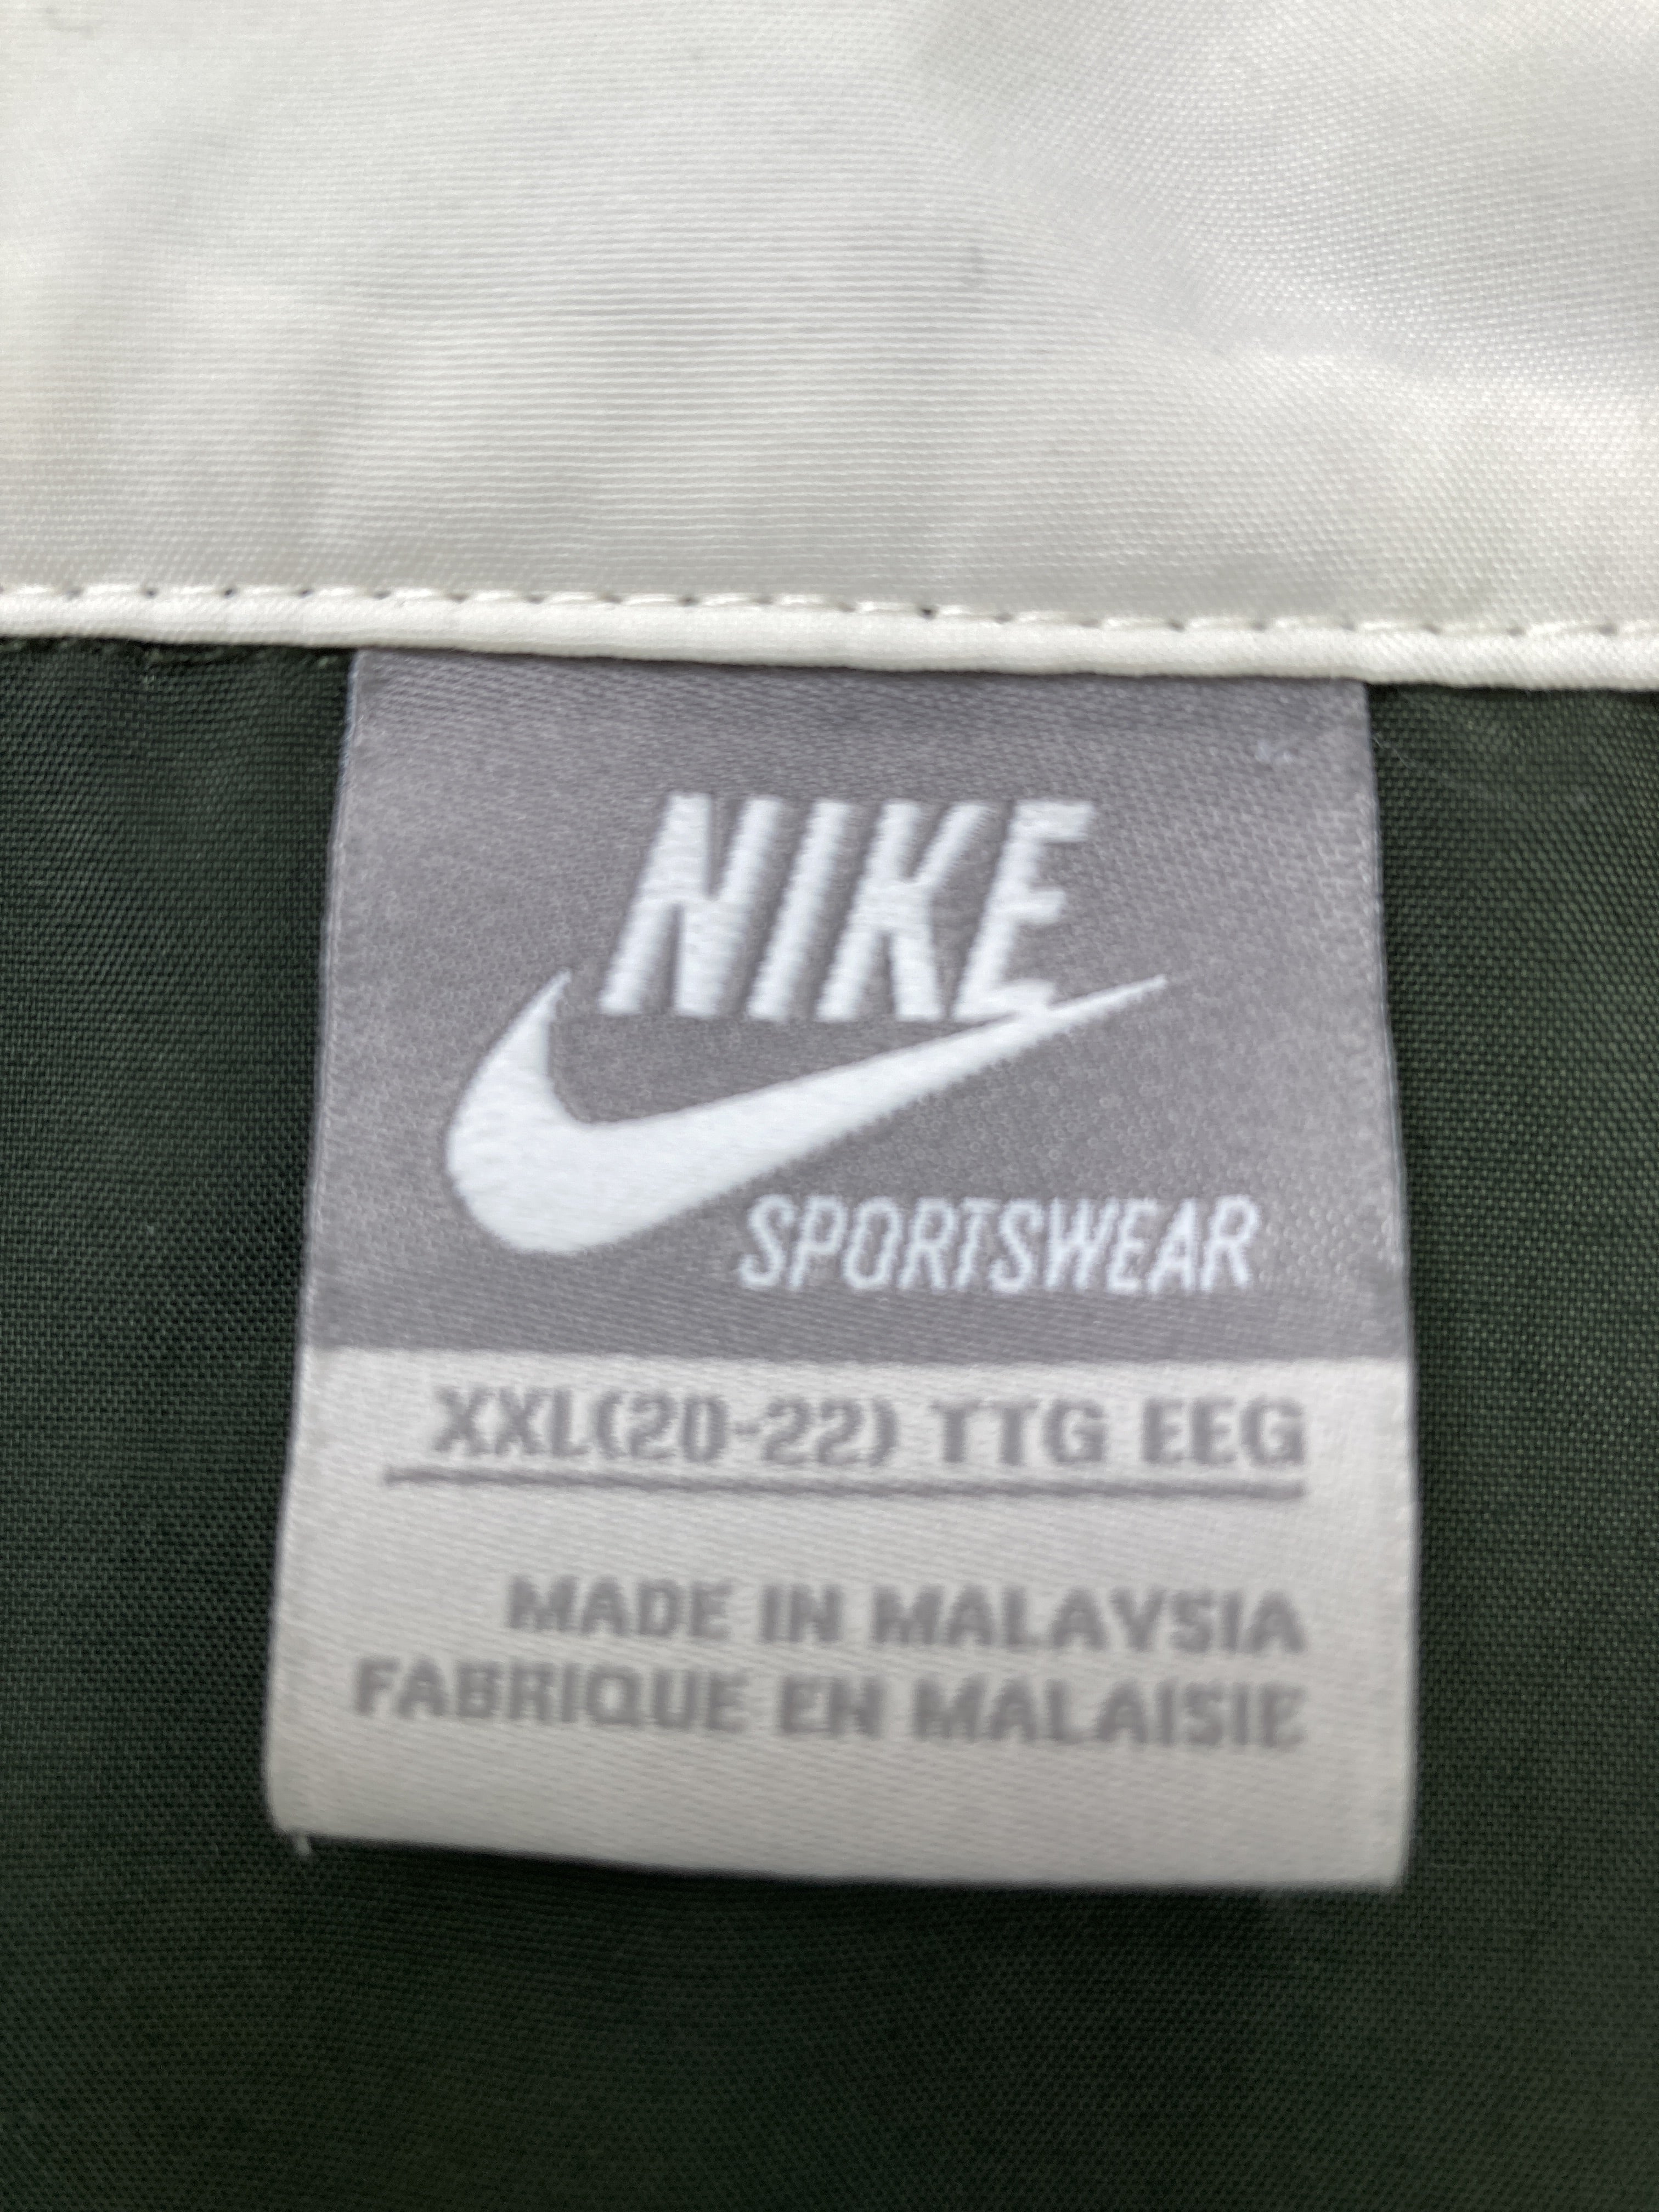 NIKE
SPORTSWEAR
XXL(20-22) TTG EEG
MADE IN MALAYSIA
FABRIQUE EN MALAISIE